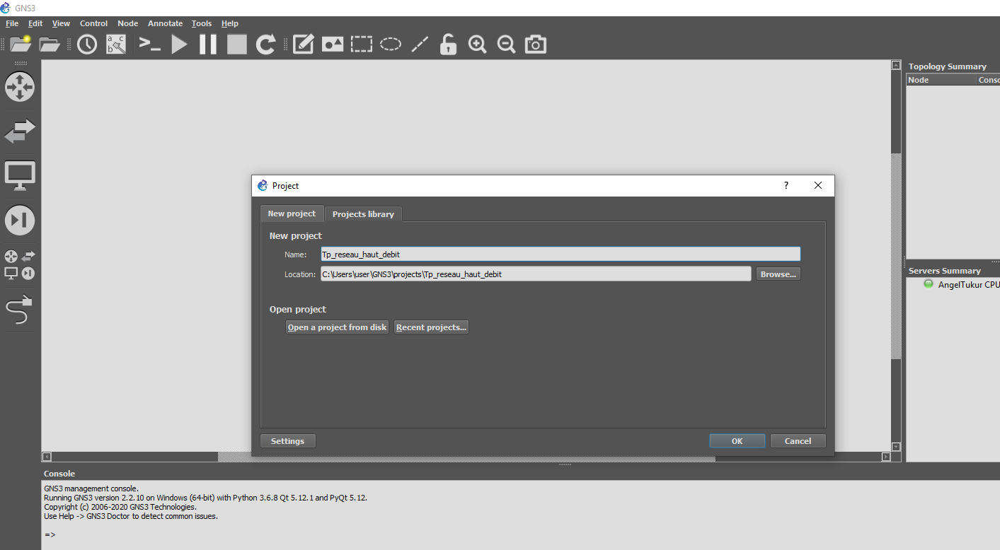 GNS3
File Edit View Control Node Annotate Tools Help
a c
b
Topology Summary
Node Conso
Project ?
New project Projects library
New project
Name: Tp_reseau_haut_debit
Location: C:\Users\user\GNS3\projects\Tp_reseau_haut_debit Browse...
Open project
Open a project from disk Recent projects...
Settings OK Cancel
Servers Summary
AngelTukur CPU
Console
GNS3 management console.
Running GNS3 version 2.2.10 on Windows (64-bit) with Python 3.6.8 Qt 5.12.1 and PyQt 5.12.
Copyright (c) 2006-2020 GNS3 Technologies.
Use Help -> GNS3 Doctor to detect common issues.
=>